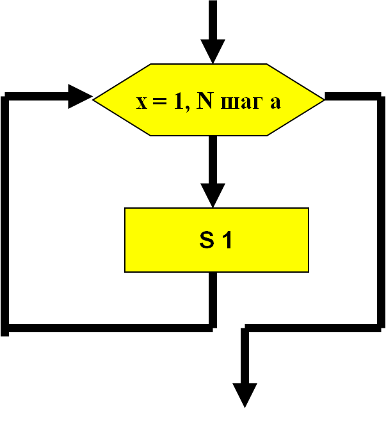 x = 1, N шаг a
S 1